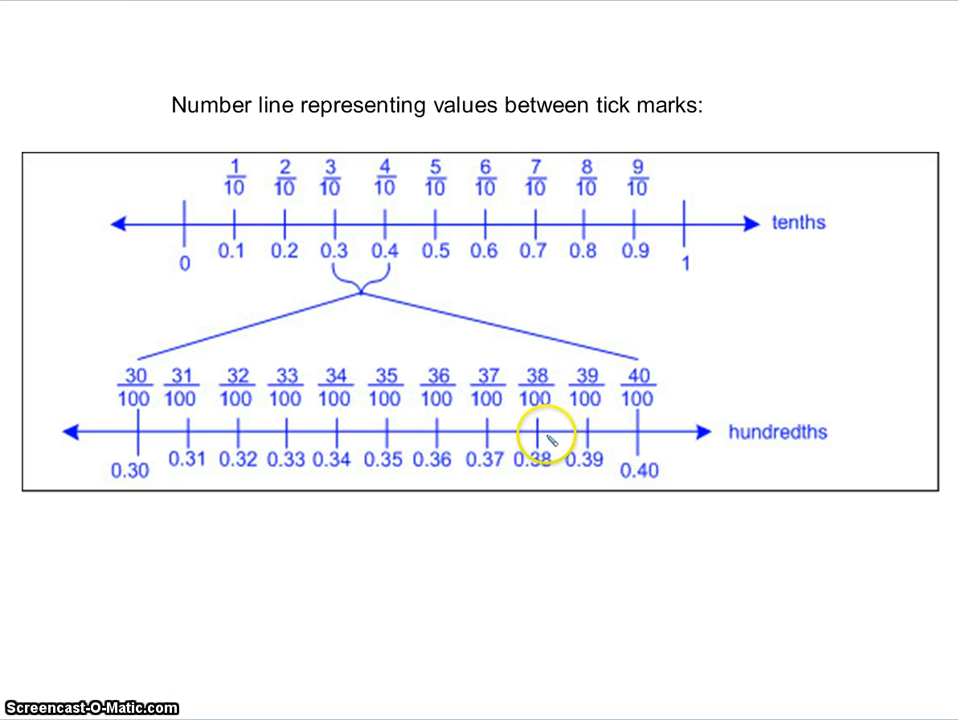 Number line representing values between tick marks:
1/10 2/10 3/10 4/10 5/10 6/10 7/10 8/10 9/10
tenths
0 0.1 0.2 0.3 0.4 0.5 0.6 0.7 0.8 0.9 1
30/100 31/100 32/100 33/100 34/100 35/100 36/100 37/100 38/100 39/100 40/100
hundredths
0.30 0.31 0.32 0.33 0.34 0.35 0.36 0.37 0.38 0.39 0.40
Screencast-O-Matic.com